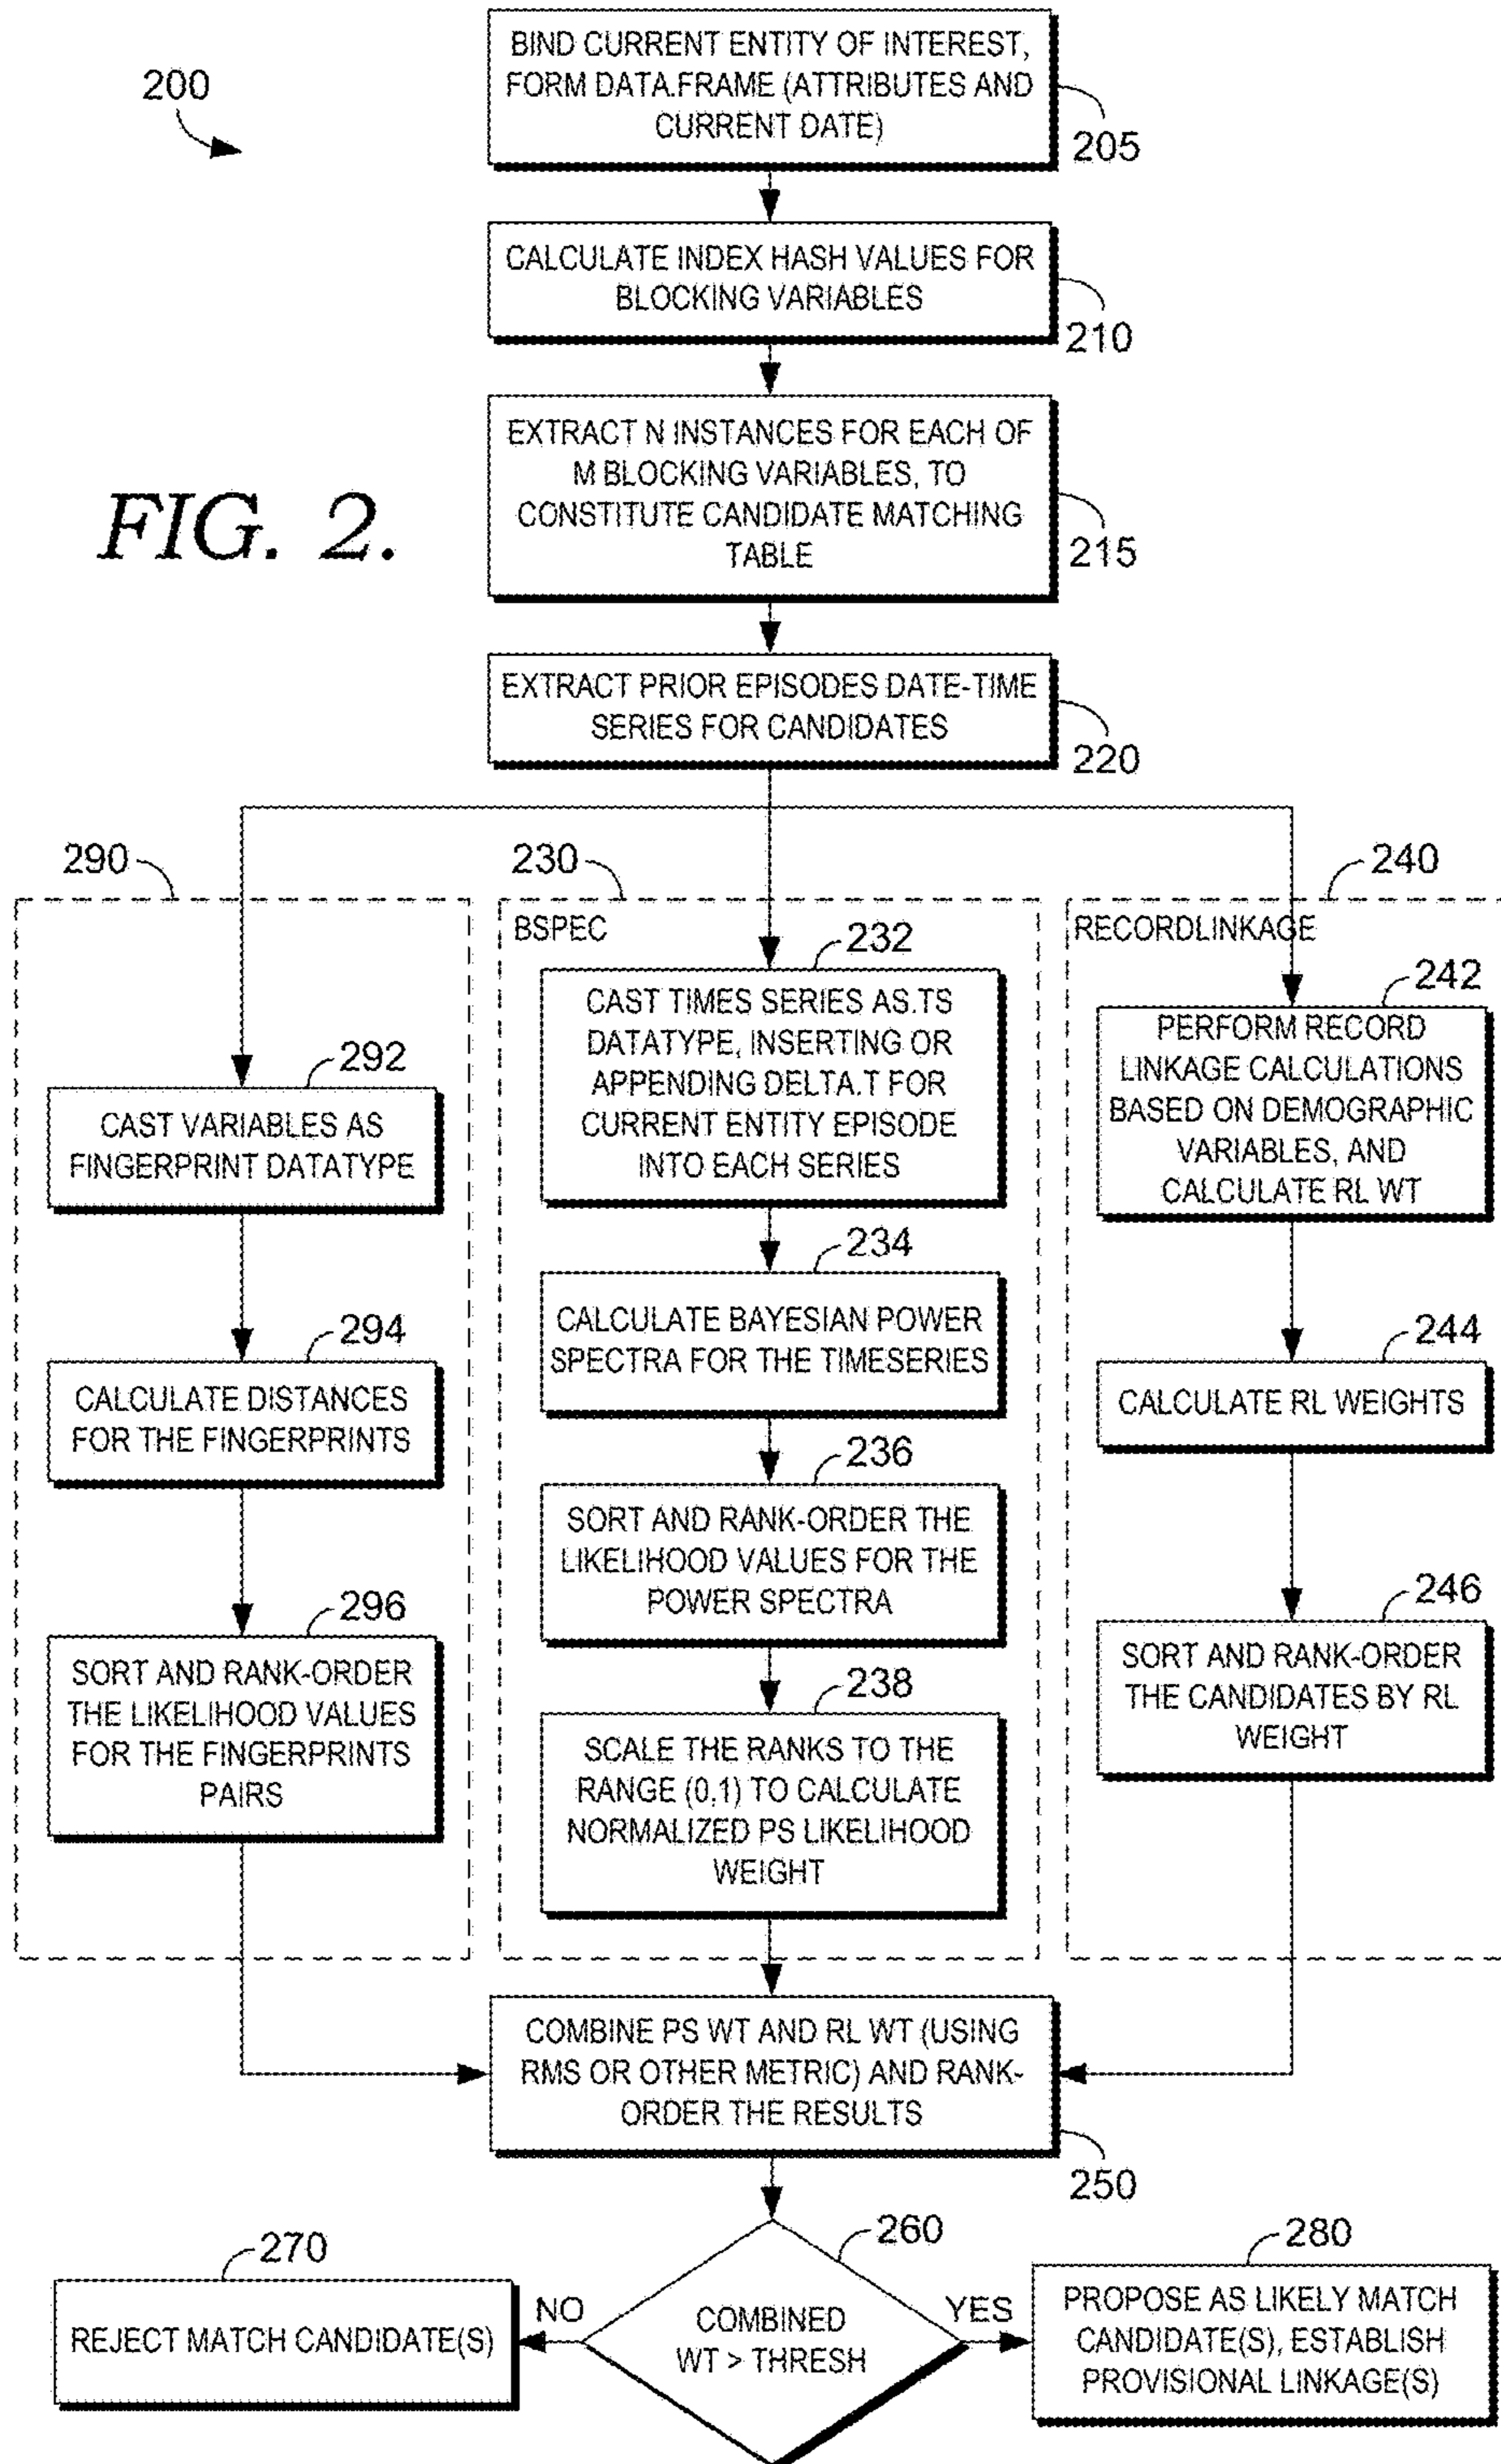 200
BIND CURRENT ENTITY OF INTEREST,
FORM DATA.FRAME (ATTRIBUTES AND
CURRENT DATE)
205
CALCULATE INDEX HASH VALUES FOR
BLOCKING VARIABLES
210
FIG. 2.
EXTRACT N INSTANCES FOR EACH OF
M BLOCKING VARIABLES, TO
CONSTITUTE CANDIDATE MATCHING
TABLE
215
EXTRACT PRIOR EPISODES DATE-TIME
SERIES FOR CANDIDATES
220
290
292
CAST VARIABLES AS
FINGERPRINT DATATYPE
294
CALCULATE DISTANCES
FOR THE FINGERPRINTS
296
SORT AND RANK-ORDER
THE LIKELIHOOD VALUES
FOR THE FINGERPRINTS
PAIRS
230
BSPEC
232
CAST TIMES SERIES AS.TS
DATATYPE, INSERTING OR
APPENDING DELTA.T FOR
CURRENT ENTITY EPISODE
INTO EACH SERIES
234
CALCULATE BAYESIAN POWER
SPECTRA FOR THE TIMESERIES
236
SORT AND RANK-ORDER THE
LIKELIHOOD VALUES FOR THE
POWER SPECTRA
238
SCALE THE RANKS TO THE
RANGE (0,1) TO CALCULATE
NORMALIZED PS LIKELIHOOD
WEIGHT
240
RECORDLINKAGE
242
PERFORM RECORD
LINKAGE CALCULATIONS
BASED ON DEMOGRAPHIC
VARIABLES, AND
CALCULATE RL WT
244
CALCULATE RL WEIGHTS
246
SORT AND RANK-ORDER
THE CANDIDATES BY RL
WEIGHT
COMBINE PS WT AND RL WT (USING
RMS OR OTHER METRIC) AND RANK-
ORDER THE RESULTS
250
260
COMBINED
WT > THRESH
NO
270
REJECT MATCH CANDIDATE(S)
YES
280
PROPOSE AS LIKELY MATCH
CANDIDATE(S), ESTABLISH
PROVISIONAL LINKAGE(S)